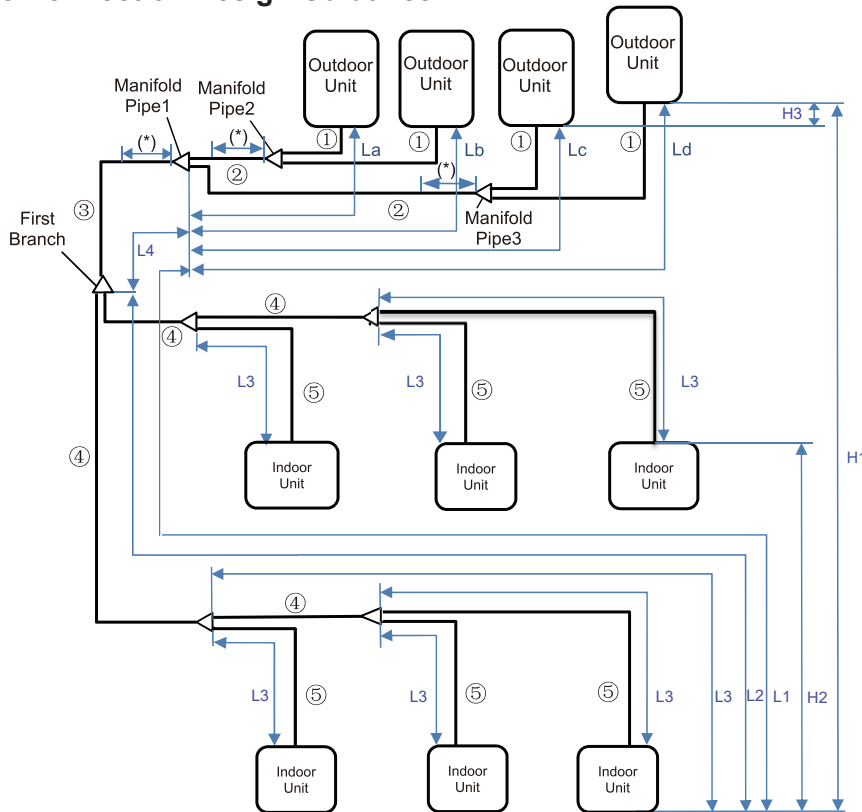 Outdoor
Unit
Outdoor
Unit
Outdoor
Unit
Outdoor
Unit
Manifold
Pipe1
Manifold
Pipe2
H3
①
①
①
①
(*)
(*)
La
Lb
Lc
Ld
②
(*)
②
③
Manifold
Pipe3
First
Branch
L4
④
④
L3
L3
L3
⑤
⑤
⑤
④
H1
Indoor
Unit
Indoor
Unit
Indoor
Unit
④
L3
L3
L3
L3
L2
L1
H2
⑤
⑤
⑤
Indoor
Unit
Indoor
Unit
Indoor
Unit